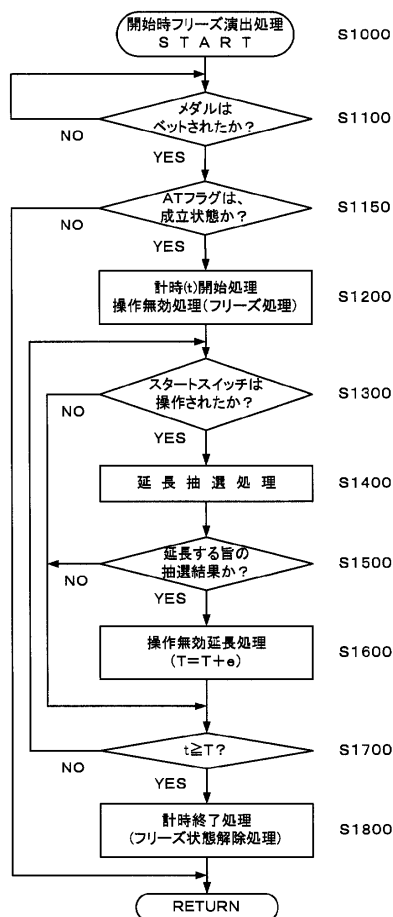 開始時フリーズ演出処理
START
S1000
メダルは
ベットされたか?
S1100
NO
YES
ATフラグは、
成立状態か?
S1150
NO
YES
計時(t)開始処理
操作無効処理(フリーズ処理)
S1200
スタートスイッチは
操作されたか?
S1300
NO
YES
延長抽選処理
S1400
延長する旨の
抽選結果か?
S1500
NO
YES
操作無効延長処理
(T=T+e)
S1600
t≧T?
S1700
NO
YES
計時終了処理
(フリーズ状態解除処理)
S1800
RETURN